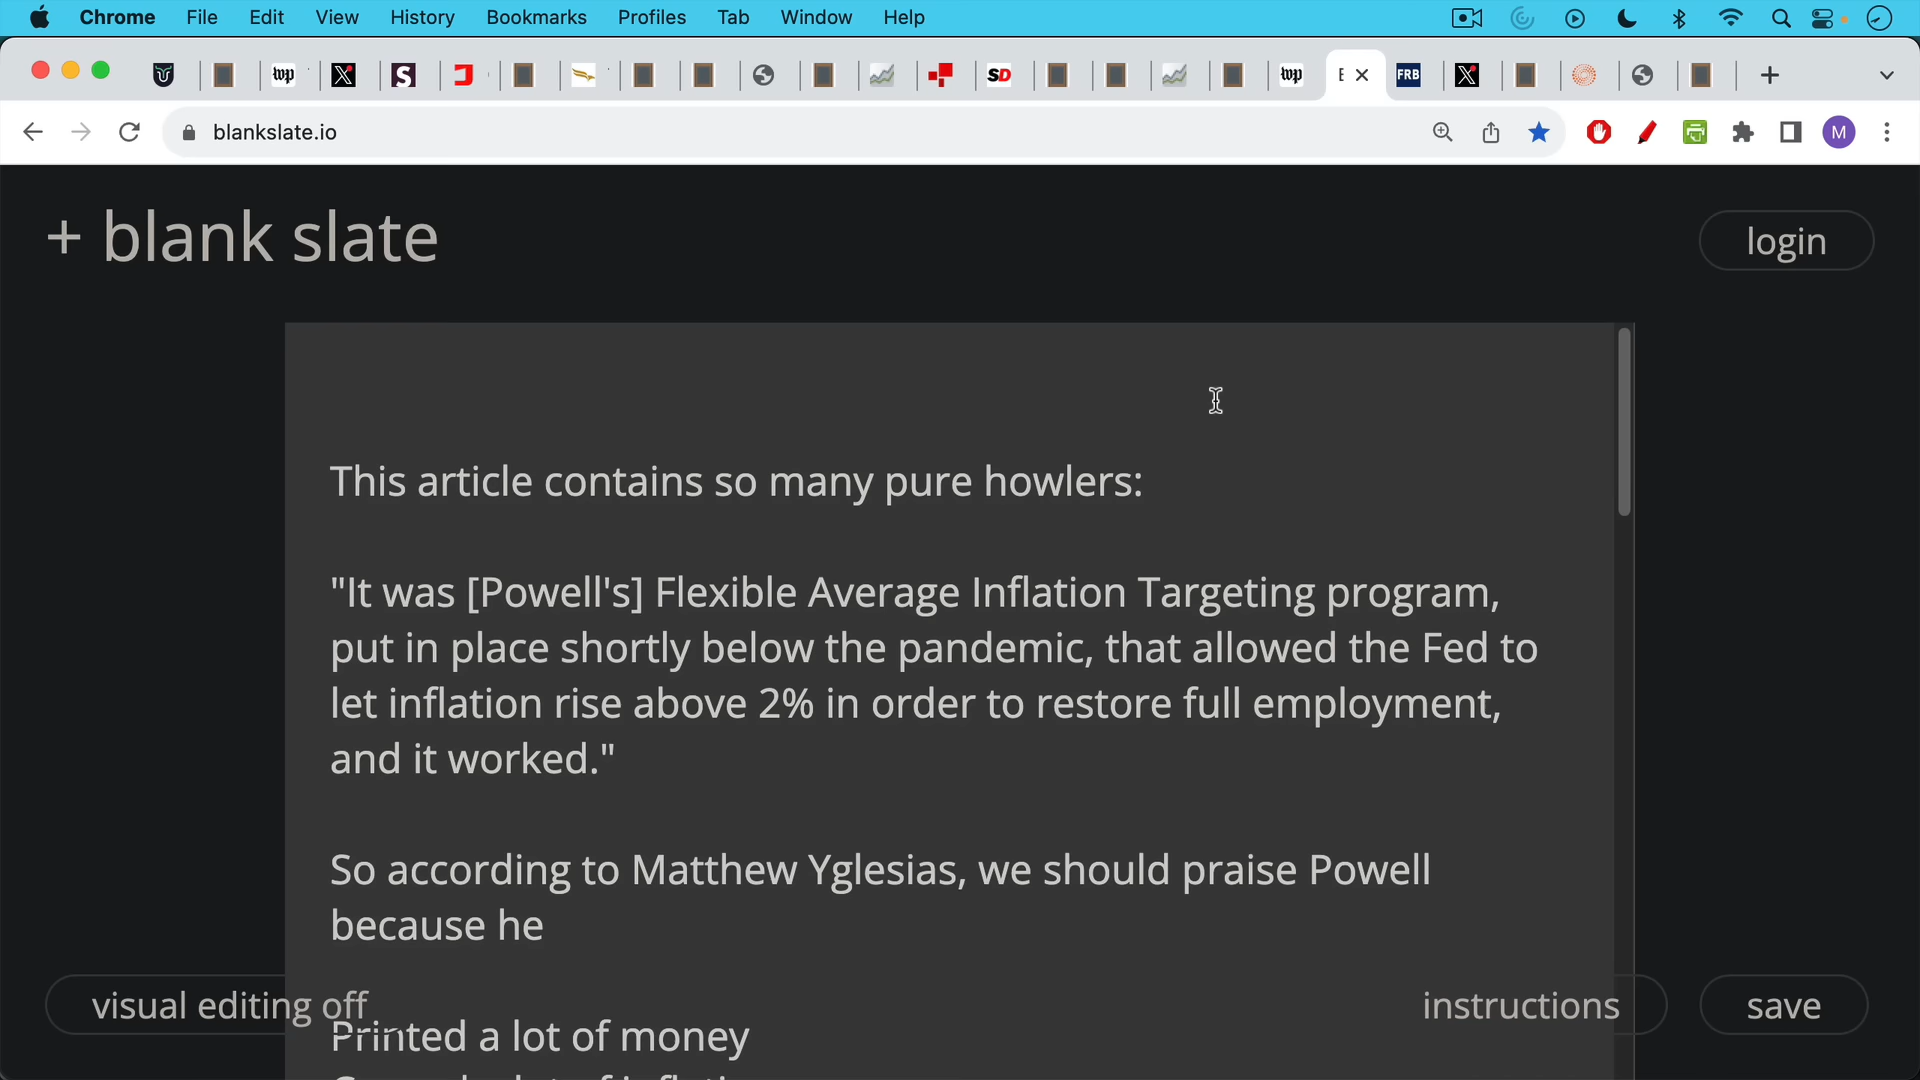 Chrome File Edit View History Bookmarks Profiles Tab Window Help
wp S SD wp E FRB
blankslate.io M
+ blank slate
login
This article contains so many pure howlers:
"It was [Powell's] Flexible Average Inflation Targeting program,
put in place shortly below the pandemic, that allowed the Fed to
let inflation rise above 2% in order to restore full employment,
and it worked."
So according to Matthew Yglesias, we should praise Powell
because he
visual editing off
instructions
save
Printed a lot of money